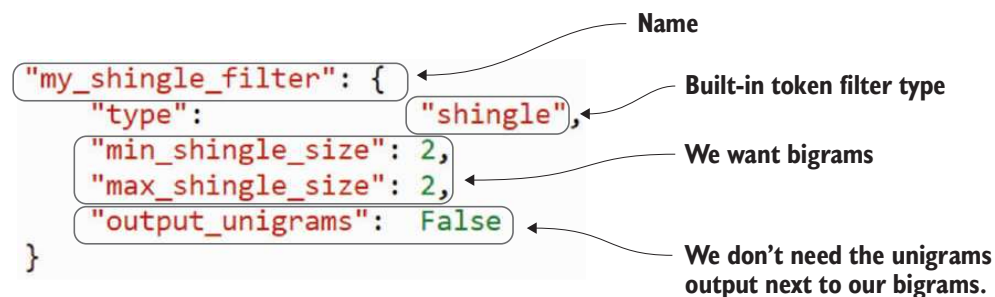 Name
"my_shingle_filter": {
"type": "shingle",
Built-in token filter type
"min_shingle_size": 2,
We want bigrams
"max_shingle_size": 2,
"output_unigrams": False
}
We don't need the unigrams
output next to our bigrams.